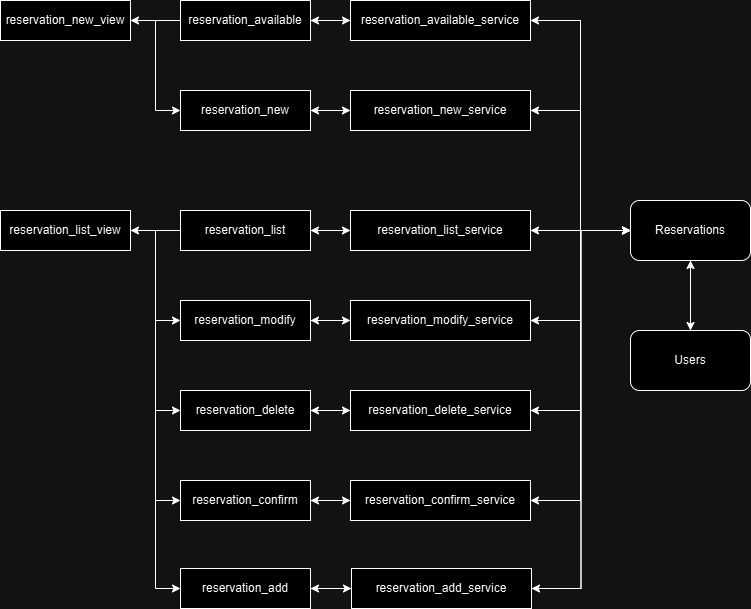 reservation_new_view
reservation_available
reservation_available_service
reservation_new
reservation_new_service
reservation_list_view
reservation_list
reservation_list_service
Reservations
reservation_modify
reservation_modify_service
Users
reservation_delete
reservation_delete_service
reservation_confirm
reservation_confirm_service
reservation_add
reservation_add_service